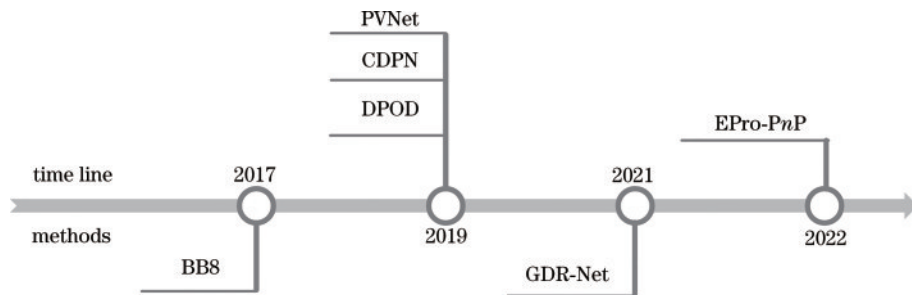 PVNet
CDPN
DPOD
EPro-PnP
time line
2017
2021
methods
2019
2022
BB8
GDR-Net